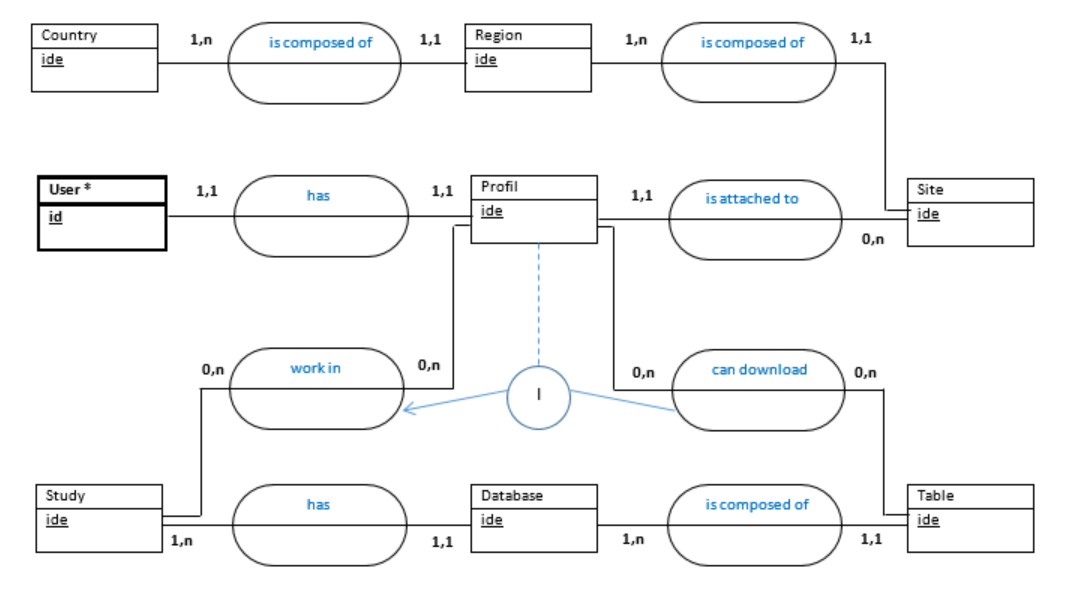 Country
ide
1,n
is composed of
1,1
Region
ide
1,n
is composed of
1,1
User *
id
1,1
has
1,1
Profil
ide
1,1
is attached to
0,n
Site
ide
0,n
work in
0,n
I
0,n
can download
0,n
Study
ide
1,n
has
1,1
Database
ide
1,n
is composed of
1,1
Table
ide